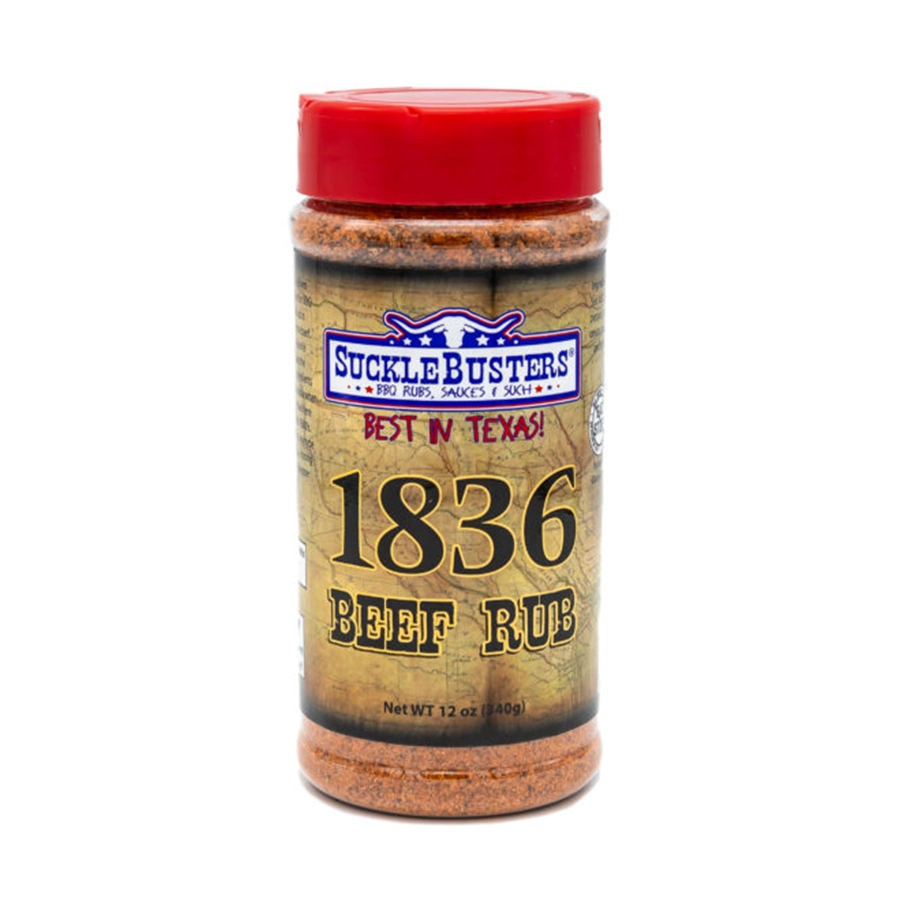 SUCKLEBUSTERS®
BBQ RUBS, SAUCES & SUCH
BEST IN TEXAS!
1836
BEEF RUB
Net WT 12 oz (340g)